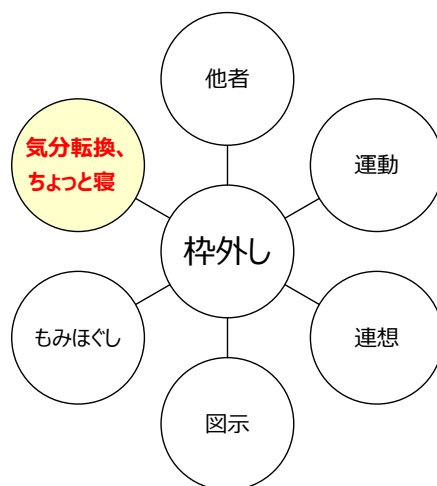 他者
気分転換、
ちょっと寝
運動
枠外し
もみほぐし
連想
図示